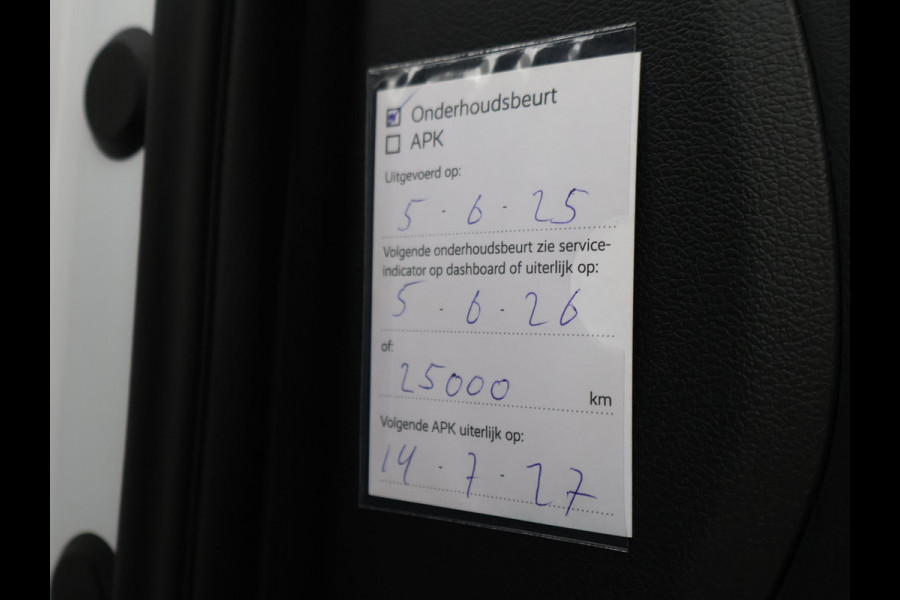 Onderhoudsbeurt
APK
Uitgevoerd op:
5 - 6 - 25
Volgende onderhoudsbeurt zie service-
indicator op dashboard of uiterlijk op:
5 - 6 - 26
of:
25000 km
Volgende APK uiterlijk op:
14 - 7 - 27